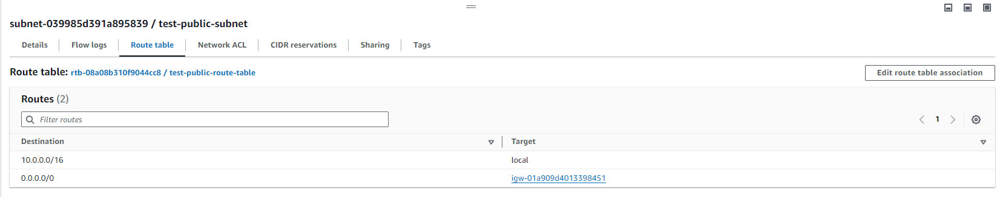 subnet-039985d391a895839 / test-public-subnet
Details Flow logs Route table Network ACL CIDR reservations Sharing Tags
Route table: rtb-08a08b310f9044cc8 / test-public-route-table Edit route table association
Routes (2)
Filter routes 1
Destination Target
10.0.0.0/16 local
0.0.0.0/0 igw-01a909d4013398451